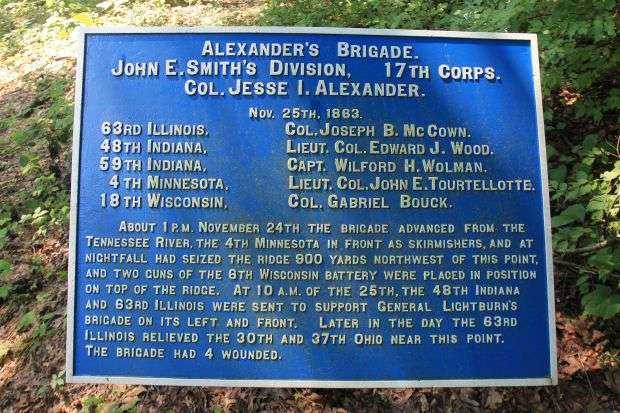 ALEXANDER'S BRIGADE.
JOHN E. SMITH'S DIVISION, 17TH CORPS.
COL. JESSE I. ALEXANDER.
NOV. 25TH, 1863.
63RD ILLINOIS, COL. JOSEPH B. MCCOWN.
48TH INDIANA, LIEUT. COL. EDWARD J. WOOD.
59TH INDIANA, CAPT. WILFORD H. WOLMAN.
4TH MINNESOTA, LIEUT. COL. JOHN E. TOURTELLOTTE.
18TH WISCONSIN, COL. GABRIEL BOUCK.
ABOUT 1 P.M. NOVEMBER 24TH THE BRIGADE ADVANCED FROM THE
TENNESSEE RIVER, THE 4TH MINNESOTA IN FRONT AS SKIRMISHERS, AND AT
NIGHTFALL HAD SEIZED THE RIDGE 900 YARDS NORTHWEST OF THIS POINT,
AND TWO GUNS OF THE 6TH WISCONSIN BATTERY WERE PLACED IN POSITION
ON TOP OF THE RIDGE. AT 10 A.M. OF THE 25TH, THE 48TH INDIANA
AND 63RD ILLINOIS WERE SENT TO SUPPORT GENERAL LIGHTBURN'S
BRIGADE ON ITS LEFT AND FRONT. LATER IN THE DAY THE 63RD
ILLINOIS RELIEVED THE 30TH AND 37TH OHIO NEAR THIS POINT.
THE BRIGADE HAD 4 WOUNDED.